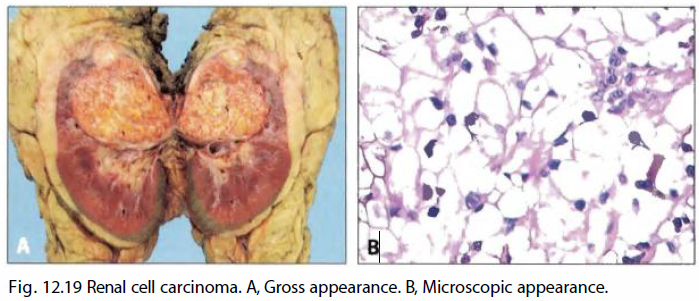 A
B
Fig. 12.19 Renal cell carcinoma. A, Gross appearance. B, Microscopic appearance.